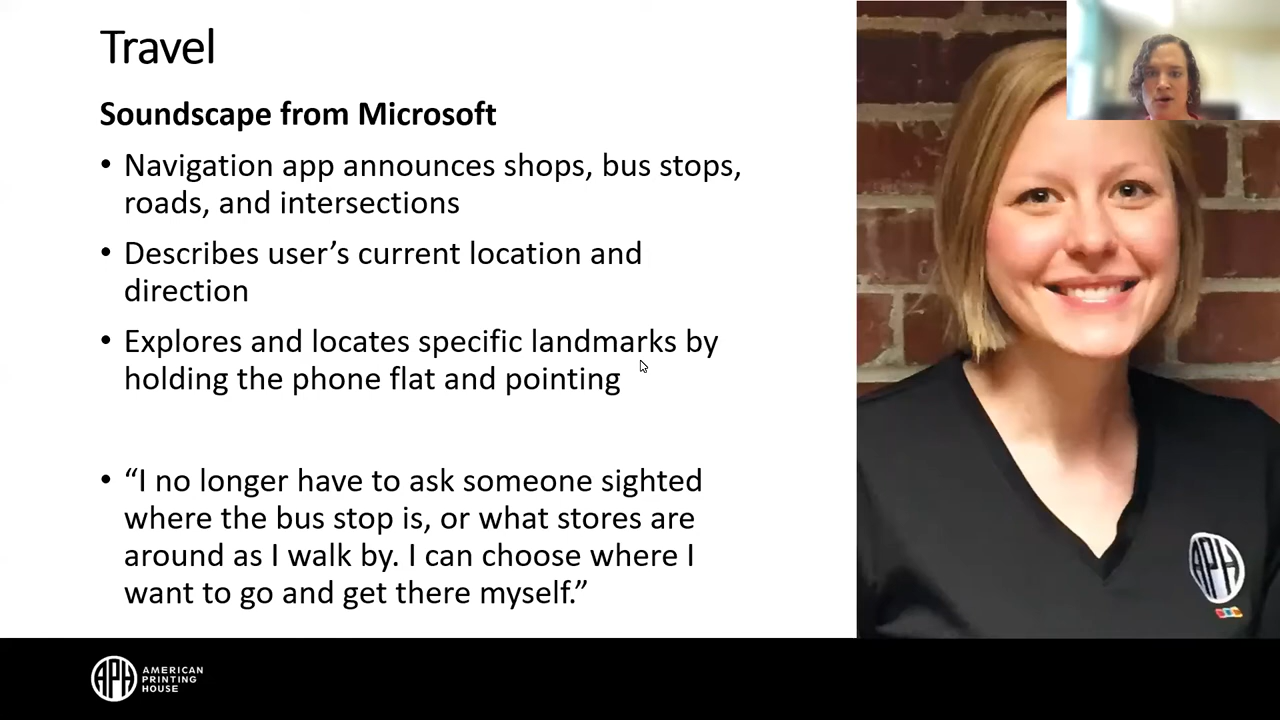 Travel
Soundscape from Microsoft
• Navigation app announces shops, bus stops,
roads, and intersections
• Describes user’s current location and
direction
• Explores and locates specific landmarks by
holding the phone flat and pointing
• “I no longer have to ask someone sighted
where the bus stop is, or what stores are
around as I walk by. I can choose where I
want to go and get there myself.”
APH
APH
AMERICAN
PRINTING
HOUSE